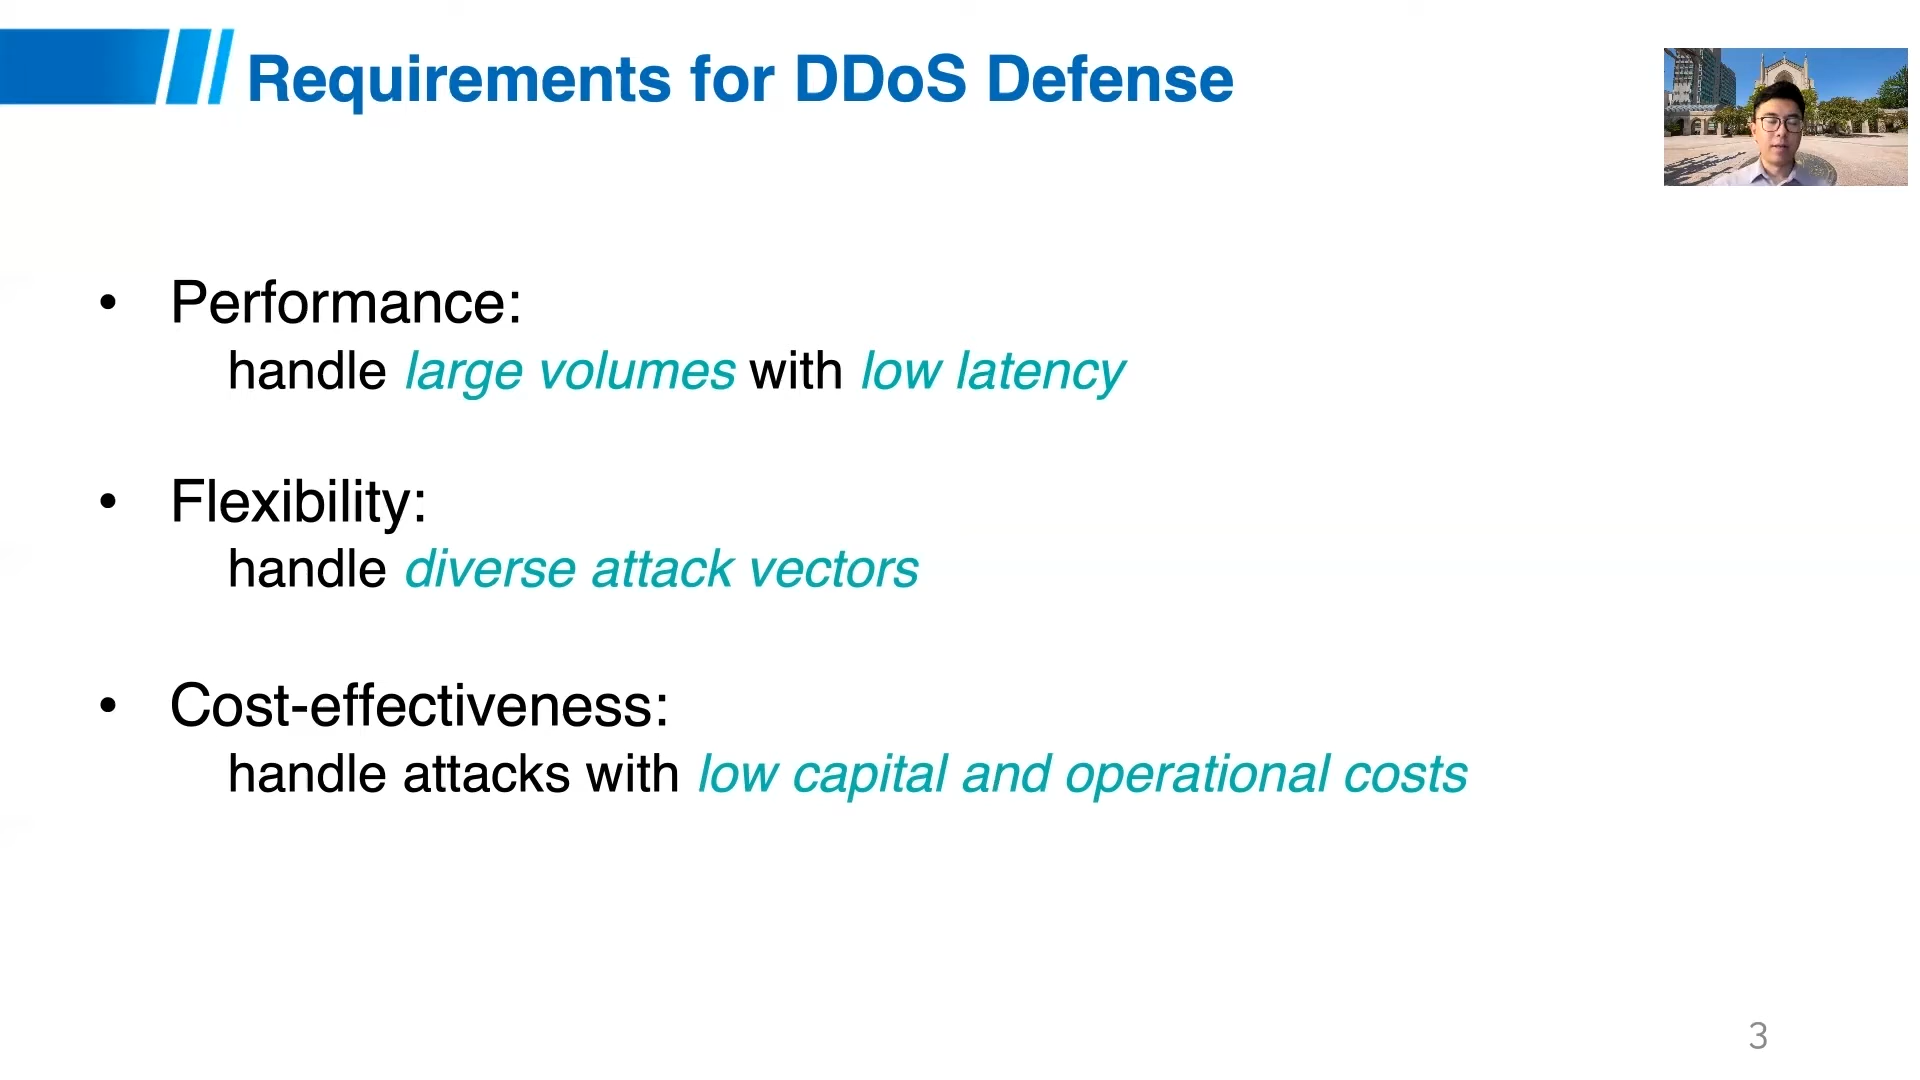 Requirements for DDoS Defense
• Performance:
handle large volumes with low latency
• Flexibility:
handle diverse attack vectors
• Cost-effectiveness:
handle attacks with low capital and operational costs
3